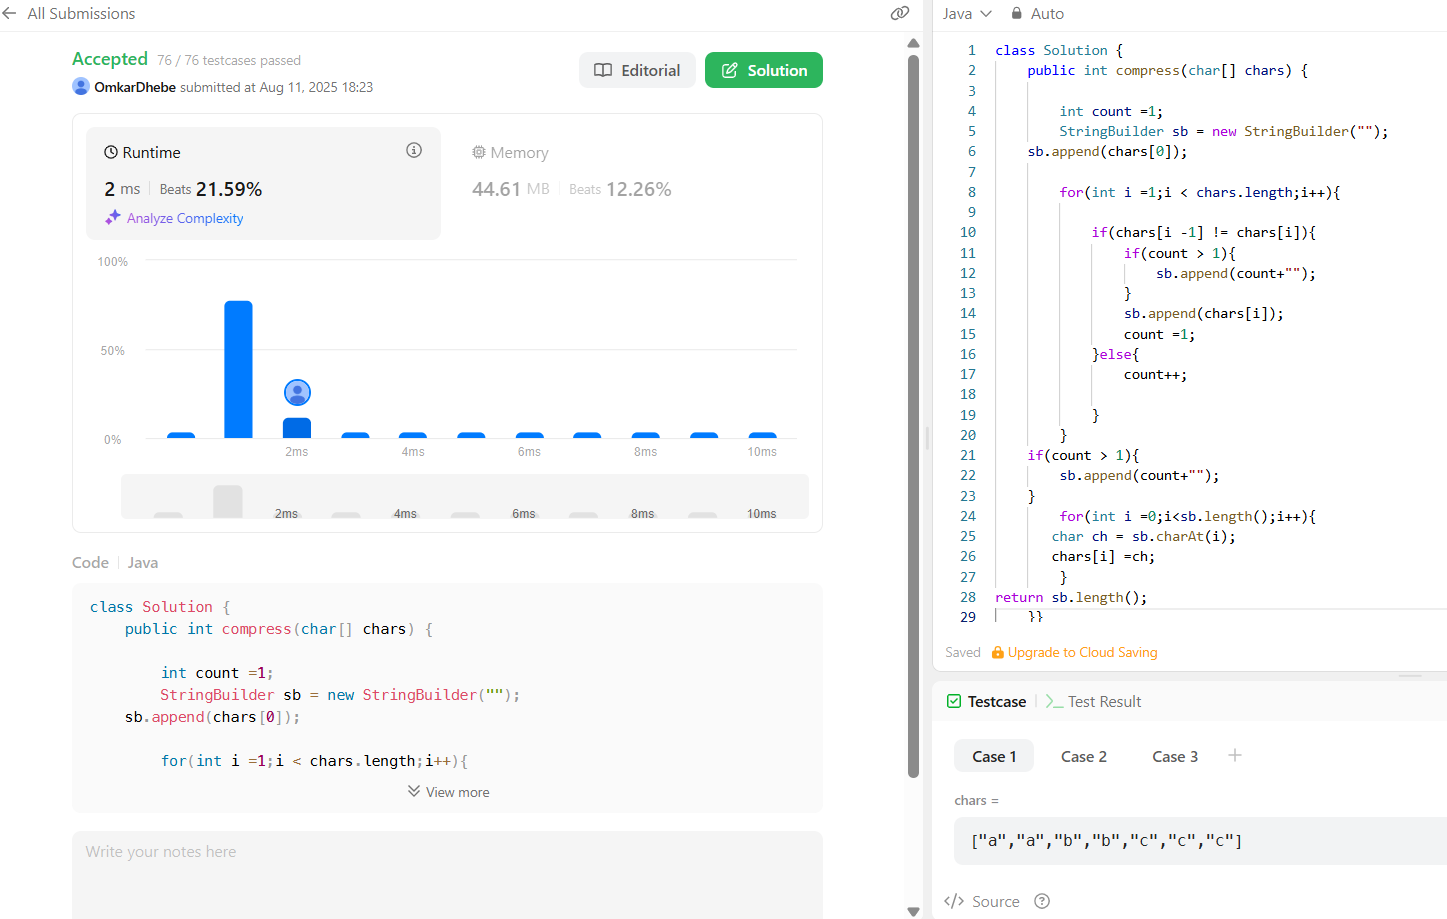 All Submissions
Accepted 76 / 76 testcases passed
OmkarDhebe submitted at Aug 11, 2025 18:23
Editorial
Solution
Runtime
2 ms Beats 21.59%
Analyze Complexity
Memory
44.61 MB Beats 12.26%
100%
50%
0%
2ms 4ms 6ms 8ms 10ms
2ms 4ms 6ms 8ms 10ms
Code Java
class Solution {
public int compress(char[] chars) {
int count =1;
StringBuilder sb = new StringBuilder("");
sb.append(chars[0]);
for(int i =1;i < chars.length;i++){
View more
Write your notes here
Java Auto
1 class Solution {
2 public int compress(char[] chars) {
3
4 int count =1;
5 StringBuilder sb = new StringBuilder("");
6 sb.append(chars[0]);
7
8 for(int i =1;i < chars.length;i++){
9
10 if(chars[i -1] != chars[i]){
11 if(count > 1){
12 sb.append(count+"");
13 }
14 sb.append(chars[i]);
15 count =1;
16 }else{
17 count++;
18
19 }
20 }
21 if(count > 1){
22 sb.append(count+"");
23 }
24 for(int i =0;i<sb.length();i++){
25 char ch = sb.charAt(i);
26 chars[i] =ch;
27 }
28 return sb.length();
29 }}
Saved Upgrade to Cloud Saving
Testcase >_ Test Result
Case 1 Case 2 Case 3 +
chars =
["a","a","b","b","c","c","c"]
</> Source ?